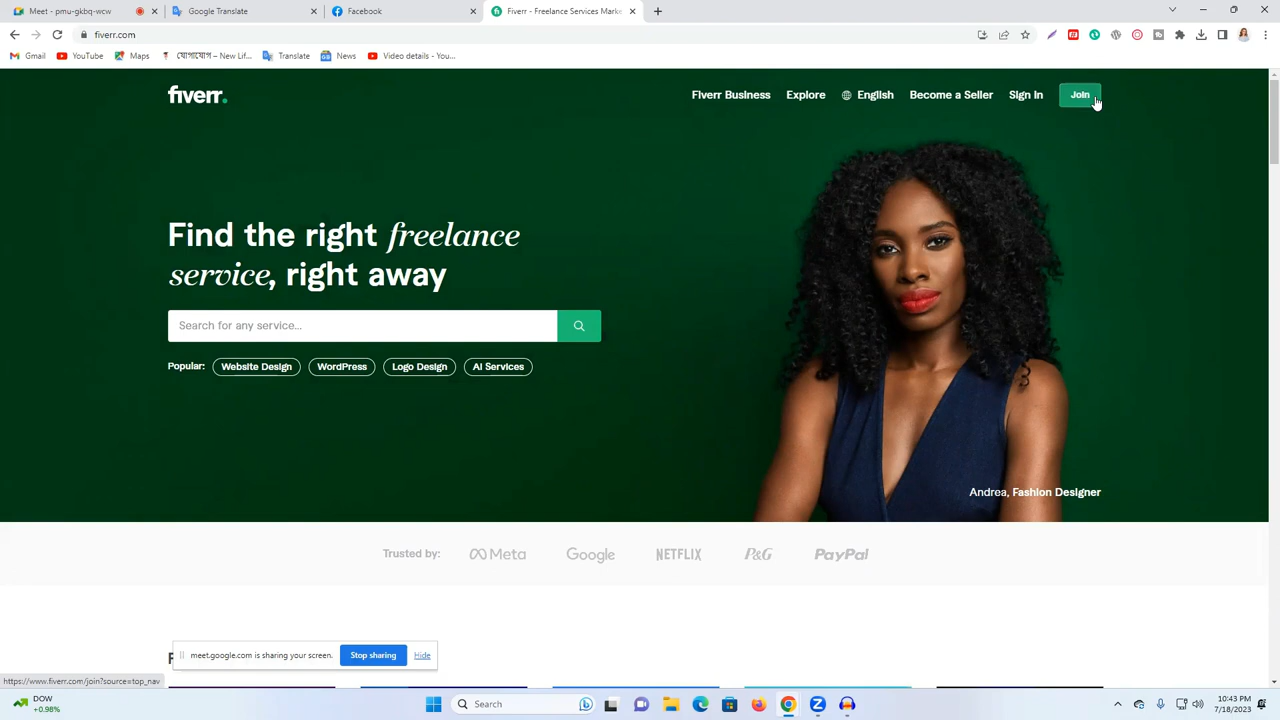 Meet - pmu-gkbq-wcw
Google Translate
Facebook
Fiverr - Freelance Services Marke
fiverr.com
Gmail
YouTube
Maps
যোগাযোগ – New Lif...
Translate
News
Video details - You...
fiverr.
Fiverr Business
Explore
English
Become a Seller
Sign In
Join
Find the right freelance
service, right away
Search for any service...
Popular:
Website Design
WordPress
Logo Design
AI Services
Andrea, Fashion Designer
Trusted by:
Meta
Google
NETFLIX
P&G
PayPal
meet.google.com is sharing your screen.
Stop sharing
Hide
https://www.fiverr.com/join?source=top_nav
DOW
+0.98%
Search
10:43 PM
7/18/2023